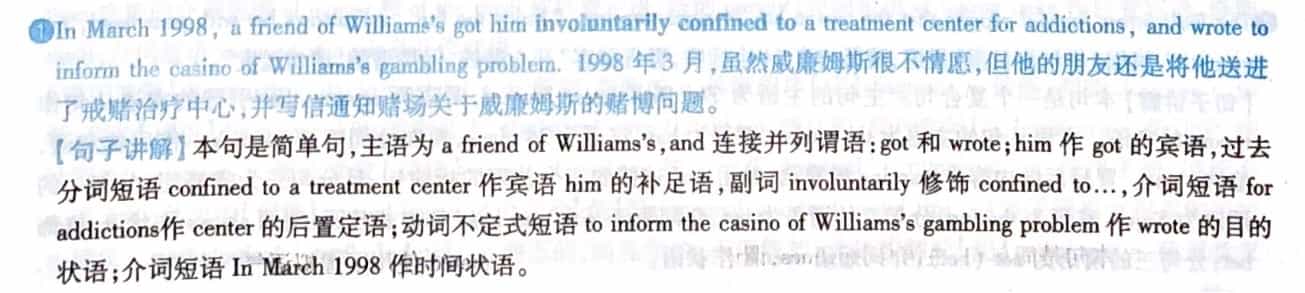 ①In March 1998, a friend of Williams's got him involuntarily confined to a treatment center for addictions, and wrote to
inform the casino of Williams's gambling problem. 1998 年 3 月,虽然威廉姆斯很不情愿,但他的朋友还是将他送进
了戒赌治疗中心,并写信通知赌场关于威廉姆斯的赌博问题。
【句子讲解】本句是简单句,主语为 a friend of Williams's,and 连接并列谓语:got 和 wrote;him 作 got 的宾语,过去
分词短语 confined to a treatment center 作宾语 him 的补足语,副词 involuntarily 修饰 confined to…,介词短语 for
addictions作 center 的后置定语;动词不定式短语 to inform the casino of Williams's gambling problem 作 wrote 的目的
状语;介词短语 In March 1998 作时间状语。